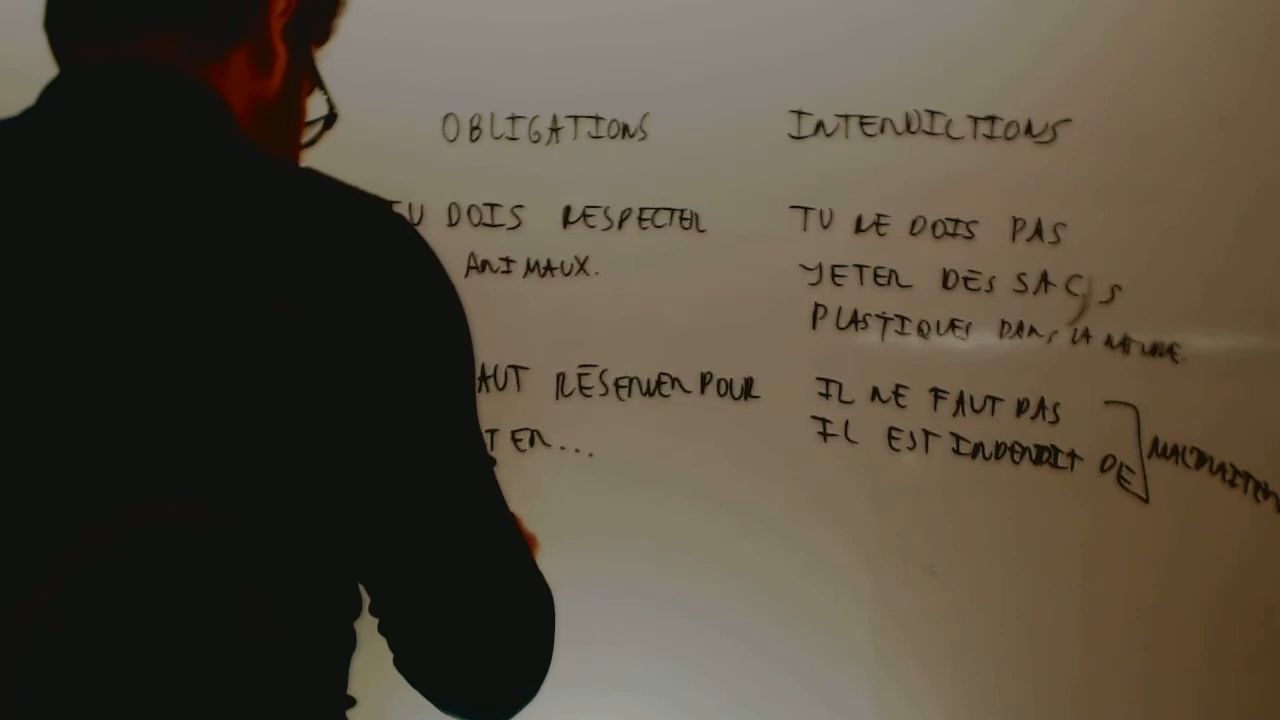 OBLIGATIONS
INTERDICTIONS
TU DOIS RESPECTER
ANIMAUX.
AUT RÉSERVER POUR
TER...
TU NE DOIS PAS
JETER DES SACS
PLASTIQUES DANS LA NATURE.
IL NE FAUT PAS
IL EST INTERDIT DE
MALTRAITER